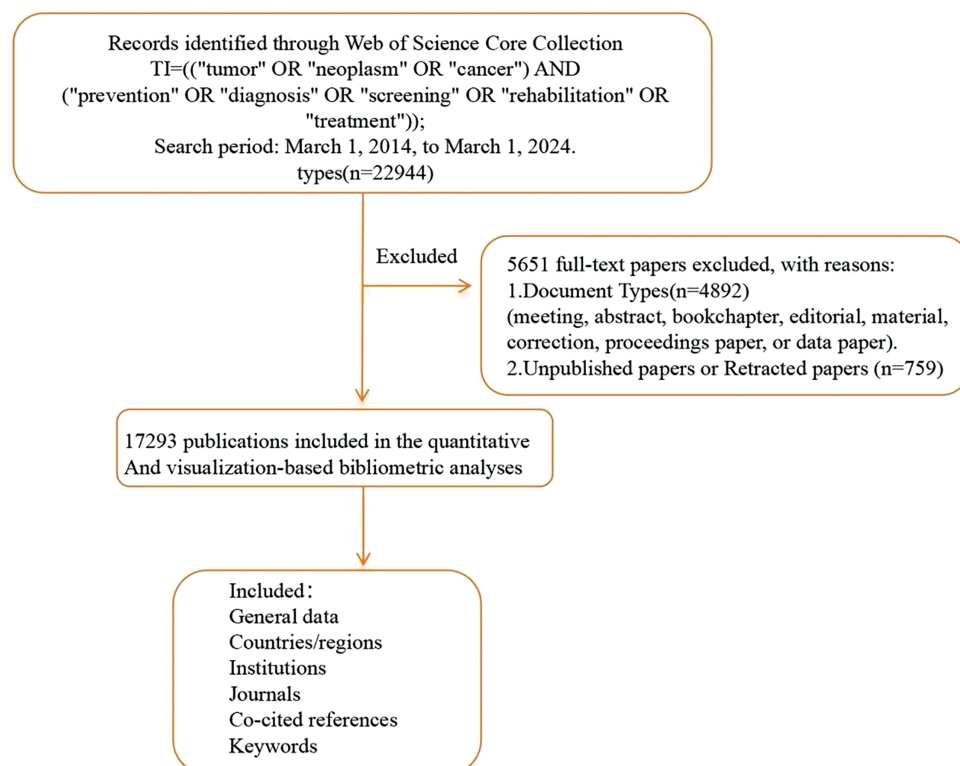 Records identified through Web of Science Core Collection
TI=(("tumor" OR "neoplasm" OR "cancer") AND
("prevention" OR "diagnosis" OR "screening" OR "rehabilitation" OR
"treatment"));
Search period: March 1, 2014, to March 1, 2024.
types(n=22944)
Excluded
5651 full-text papers excluded, with reasons:
1.Document Types(n=4892)
(meeting, abstract, bookchapter, editorial, material,
correction, proceedings paper, or data paper).
2.Unpublished papers or Retracted papers (n=759)
17293 publications included in the quantitative
And visualization-based bibliometric analyses
Included:
General data
Countries/regions
Institutions
Journals
Co-cited references
Keywords